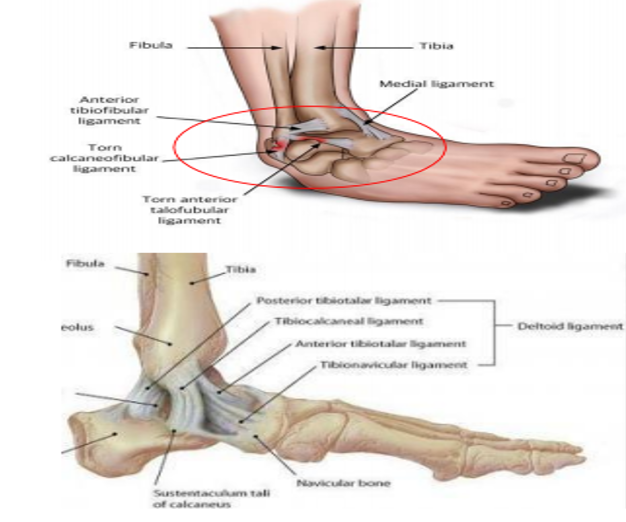 Fibula
Tibia
Medial ligament
Anterior
tibiofibular
ligament
Torn
calcaneofibular
ligament
Torn anterior
talofubular
ligament
Fibula
Tibia
Posterior tibiotalar ligament
eolus
Tibiocalcaneal ligament
Deltoid ligament
Anterior tibiotalar ligament
Tibionavicular ligament
Navicular bone
Sustentaculum tali
of calcaneus